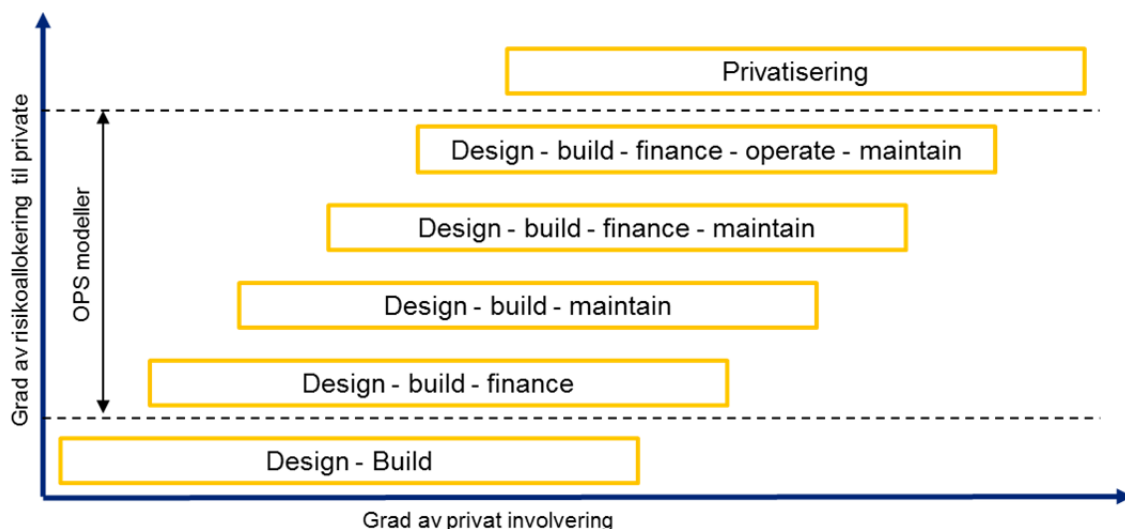 Privatisering
Design - build - finance - operate - maintain
Design - build - finance - maintain
Design - build - maintain
Design - build - finance
Design - Build
Grad av risikoallokering til private
OPS modeller
Grad av privat involvering